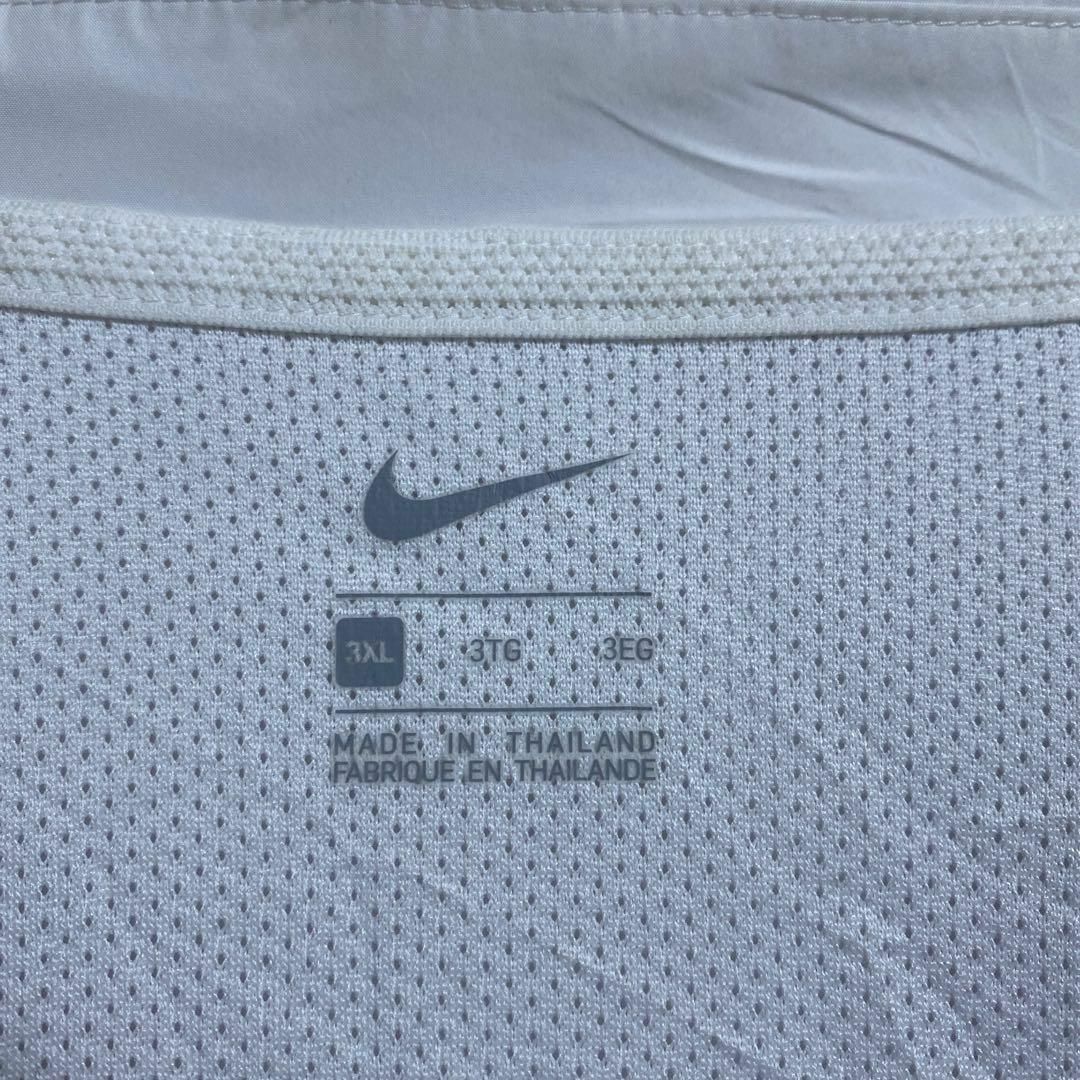 3XL 3TG 3EG
MADE IN THAILAND
FABRIQUE EN THAILANDE